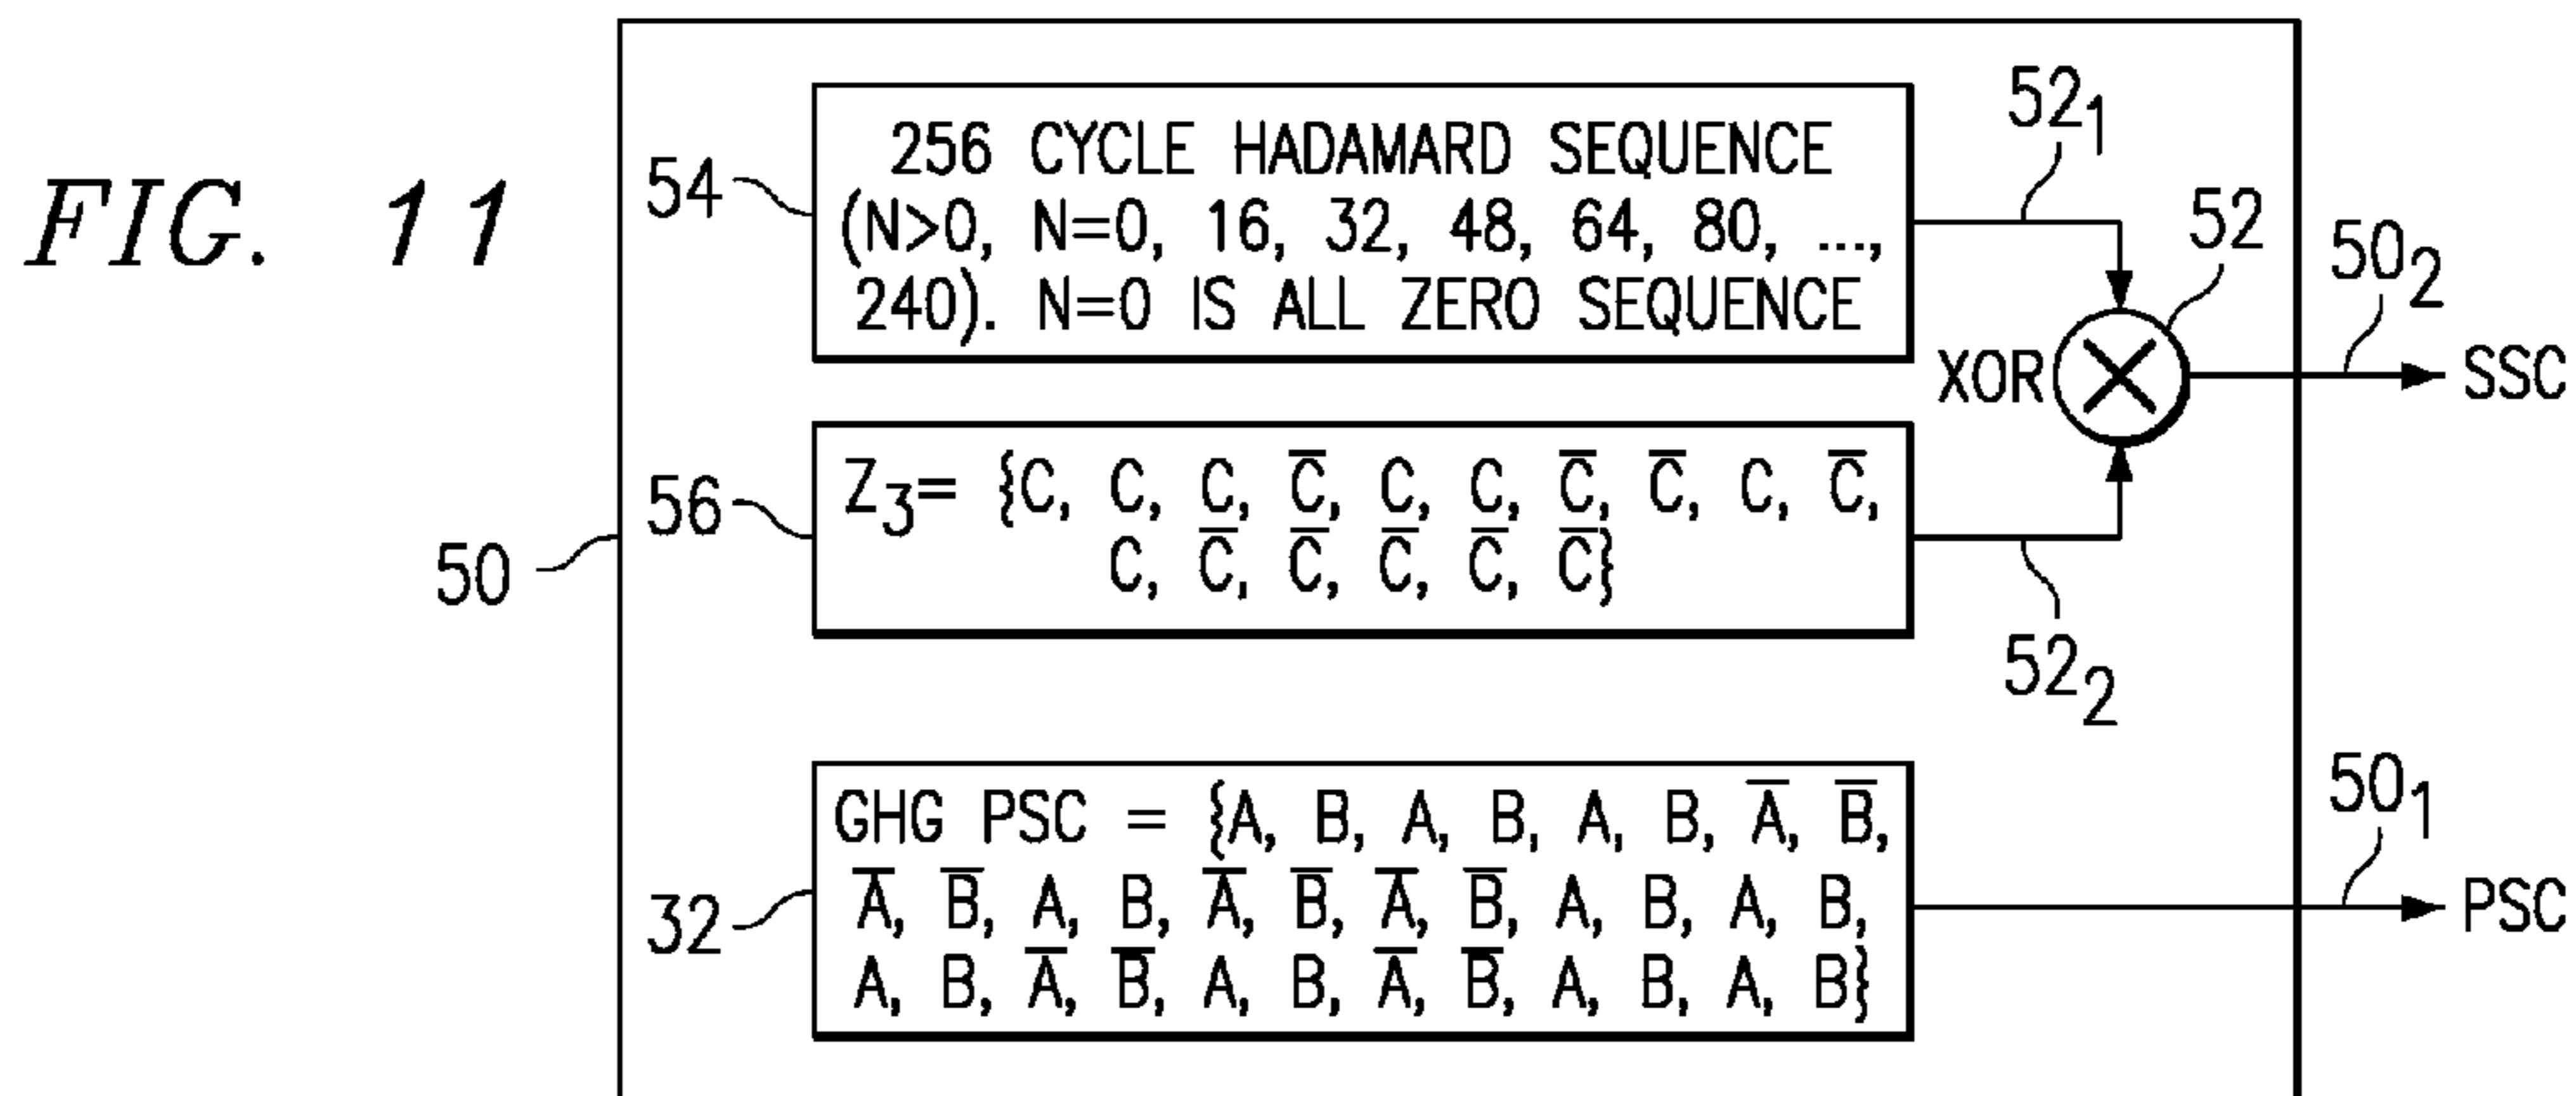 FIG. 11
54
256 CYCLE HADAMARD SEQUENCE
(N>0, N=0, 16, 32, 48, 64, 80, ...,
240). N=0 IS ALL ZERO SEQUENCE
52₁
52
50₂
XOR
SSC
50
56
Z₃= {C, C, C, C̅, C, C, C̅, C̅, C, C̅,
C, C̅, C̅, C̅, C̅, C̅}
52₂
32
GHG PSC = {A, B, A, B, A, B, A̅, B̅,
A̅, B̅, A, B, A̅, B̅, A̅, B̅, A, B, A, B,
A, B, A̅, B̅, A, B, A̅, B̅, A, B, A, B}
50₁
PSC